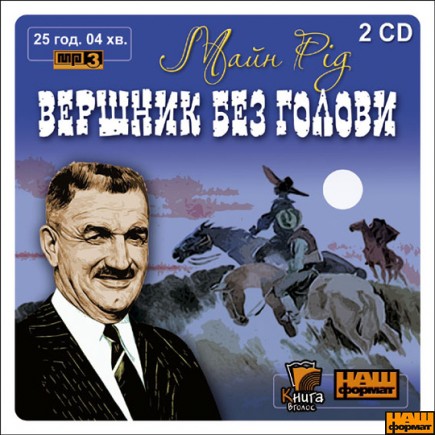 25 год. 04 хв.
mp3
Майн Рід
2 CD
ВЕРШНИК БЕЗ ГОЛОВИ
Книга
Вголос
НАШ
формат
НАШ
формат